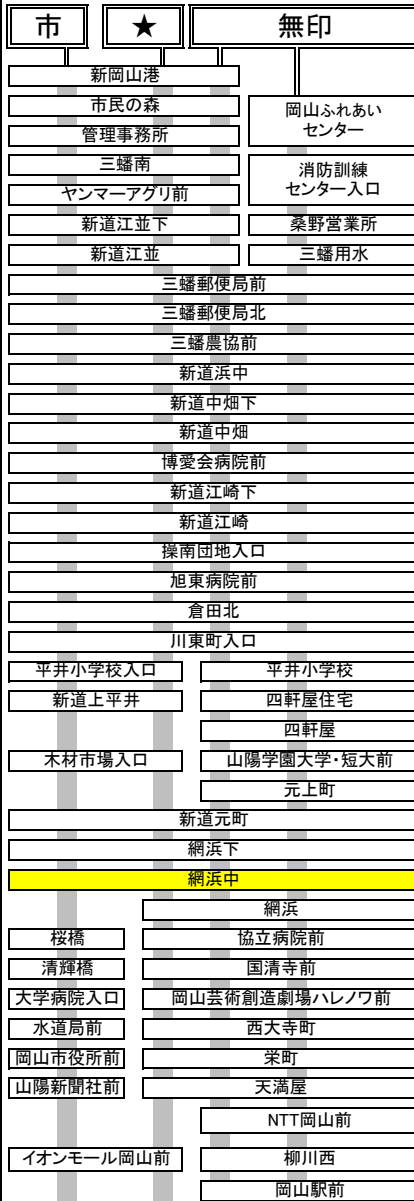 市 ★ 無印
新岡山港
市民の森
岡山ふれあい
センター
管理事務所
三蟠南
消防訓練
センター入口
ヤンマーアグリ前
新道江並下 桑野営業所
新道江並 三蟠用水
三蟠郵便局前
三蟠郵便局北
三蟠農協前
新道浜中
新道中畑下
新道中畑
博愛会病院前
新道江崎下
新道江崎
操南団地入口
旭東病院前
倉田北
川東町入口
平井小学校入口 平井小学校
新道上平井 四軒屋住宅
四軒屋
木材市場入口 山陽学園大学・短大前
元上町
新道元町
網浜下
網浜中
網浜
桜橋 協立病院前
清輝橋 国清寺前
大学病院入口 岡山芸術創造劇場ハレノワ前
水道局前 西大寺町
岡山市役所前 栄町
山陽新聞社前 天満屋
NTT岡山前
イオンモール岡山前 柳川西
岡山駅前